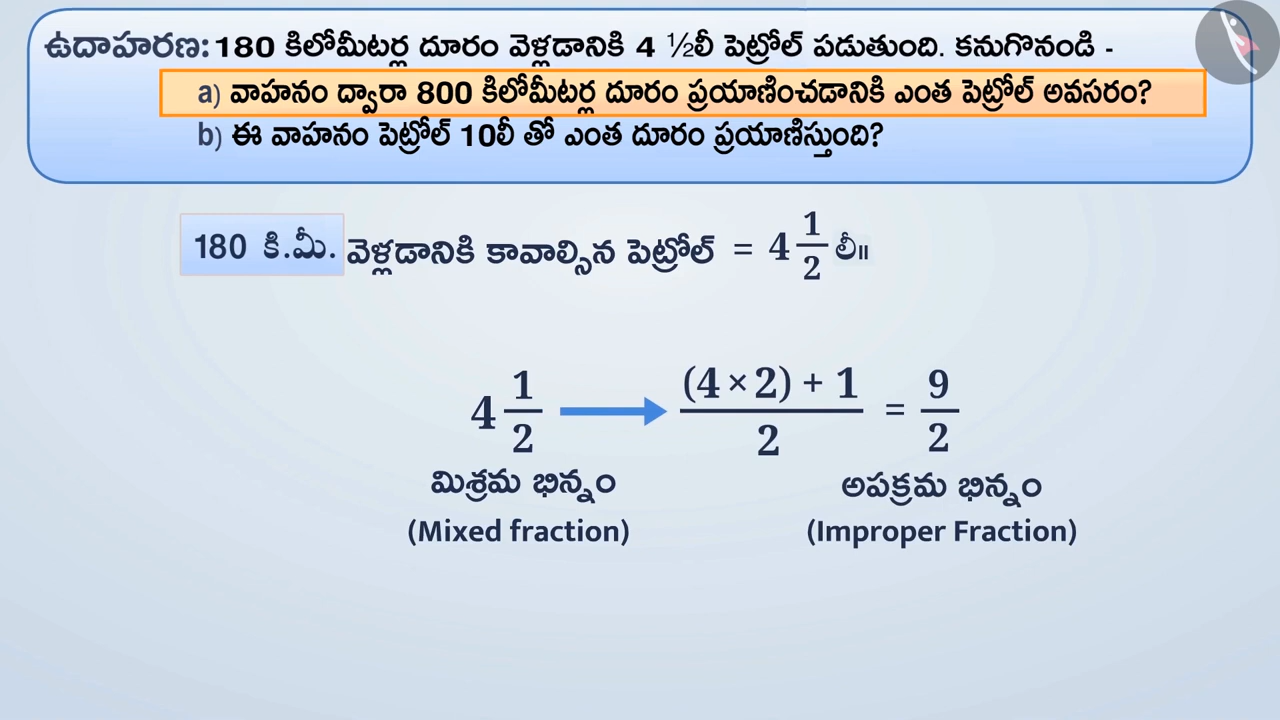 ఉదాహరణ: 180 కిలోమీటర్ల దూరం వెళ్లడానికి 4 ½లీ పెట్రోల్ పడుతుంది. కనుగొనండి -
a) వాహనం ద్వారా 800 కిలోమీటర్ల దూరం ప్రయాణించడానికి ఎంత పెట్రోల్ అవసరం?
b) ఈ వాహనం పెట్రోల్ 10లీ తో ఎంత దూరం ప్రయాణిస్తుంది?
180 కి.మీ. వెళ్లడానికి కావాల్సిన పెట్రోల్ = 4 1/2 లీ॥
4 1/2 → (4 × 2) + 1 / 2 = 9/2
మిశ్రమ భిన్నం అపక్రమ భిన్నం
(Mixed fraction) (Improper Fraction)